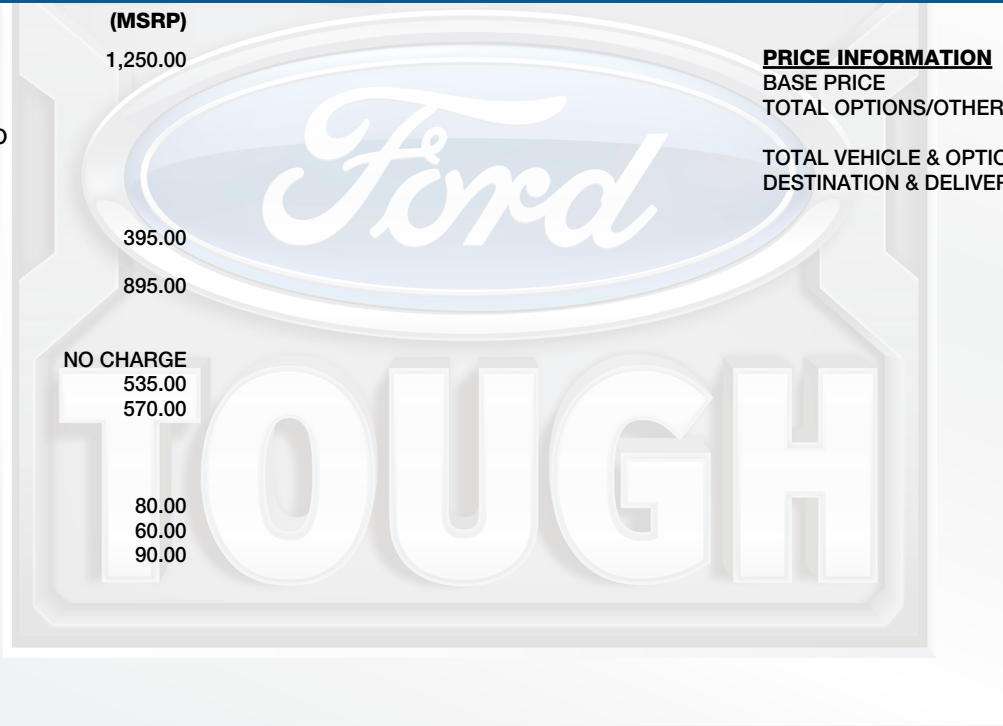 (MSRP)
1,250.00
395.00
895.00
NO CHARGE
535.00
570.00
80.00
60.00
90.00
PRICE INFORMATION
BASE PRICE
TOTAL OPTIONS/OTHER
TOTAL VEHICLE & OPTIO
DESTINATION & DELIVER
Ford
TOUGH